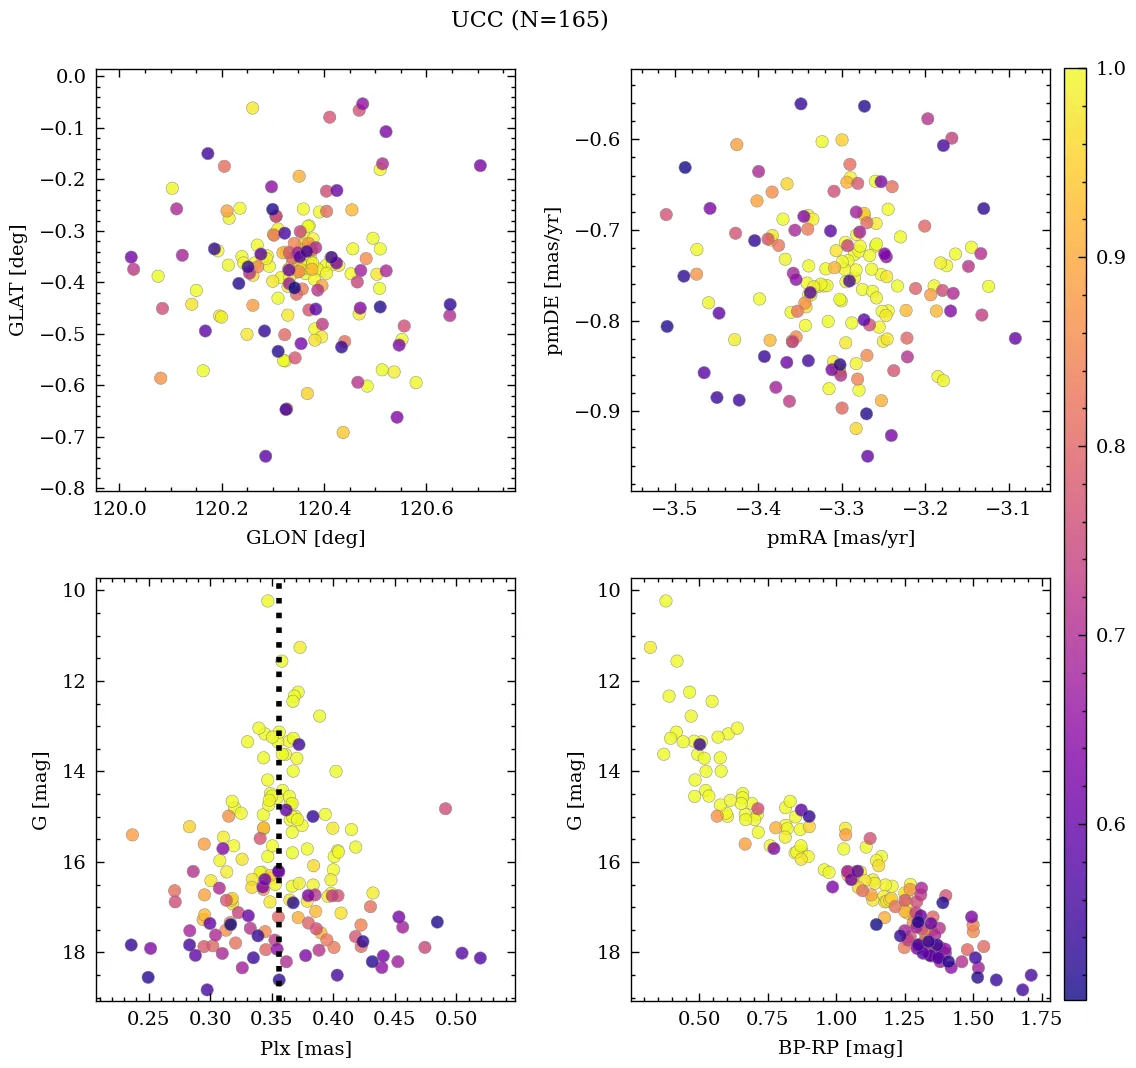 UCC (N=165)
0.0
−0.1
−0.2
−0.3
−0.4
−0.5
−0.6
−0.7
−0.8
GLAT [deg]
120.0 120.2 120.4 120.6
GLON [deg]
−0.6
−0.7
−0.8
−0.9
pmDE [mas/yr]
−3.5 −3.4 −3.3 −3.2 −3.1
pmRA [mas/yr]
10
12
14
16
18
G [mag]
0.25 0.30 0.35 0.40 0.45 0.50
Plx [mas]
10
12
14
16
18
G [mag]
0.50 0.75 1.00 1.25 1.50 1.75
BP-RP [mag]
1.0
0.9
0.8
0.7
0.6